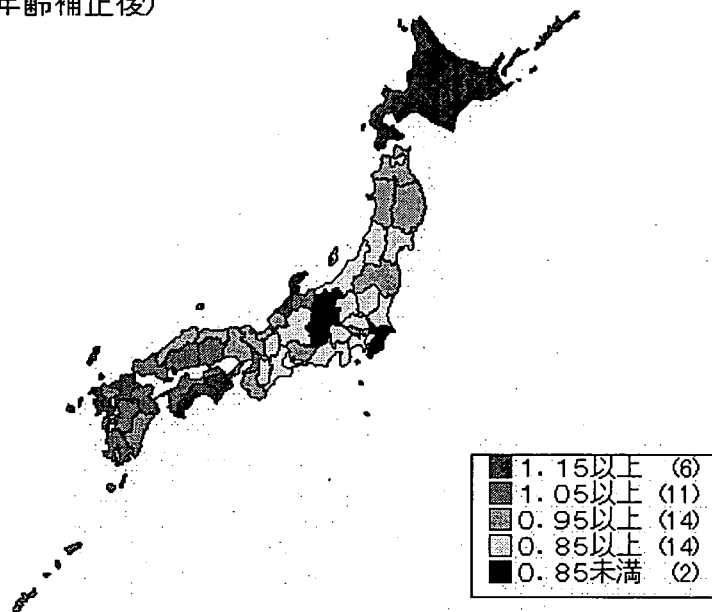 年齢補正後)
1.15以上 (6)
1.05以上 (11)
0.95以上 (14)
0.85以上 (14)
0.85未満 (2)